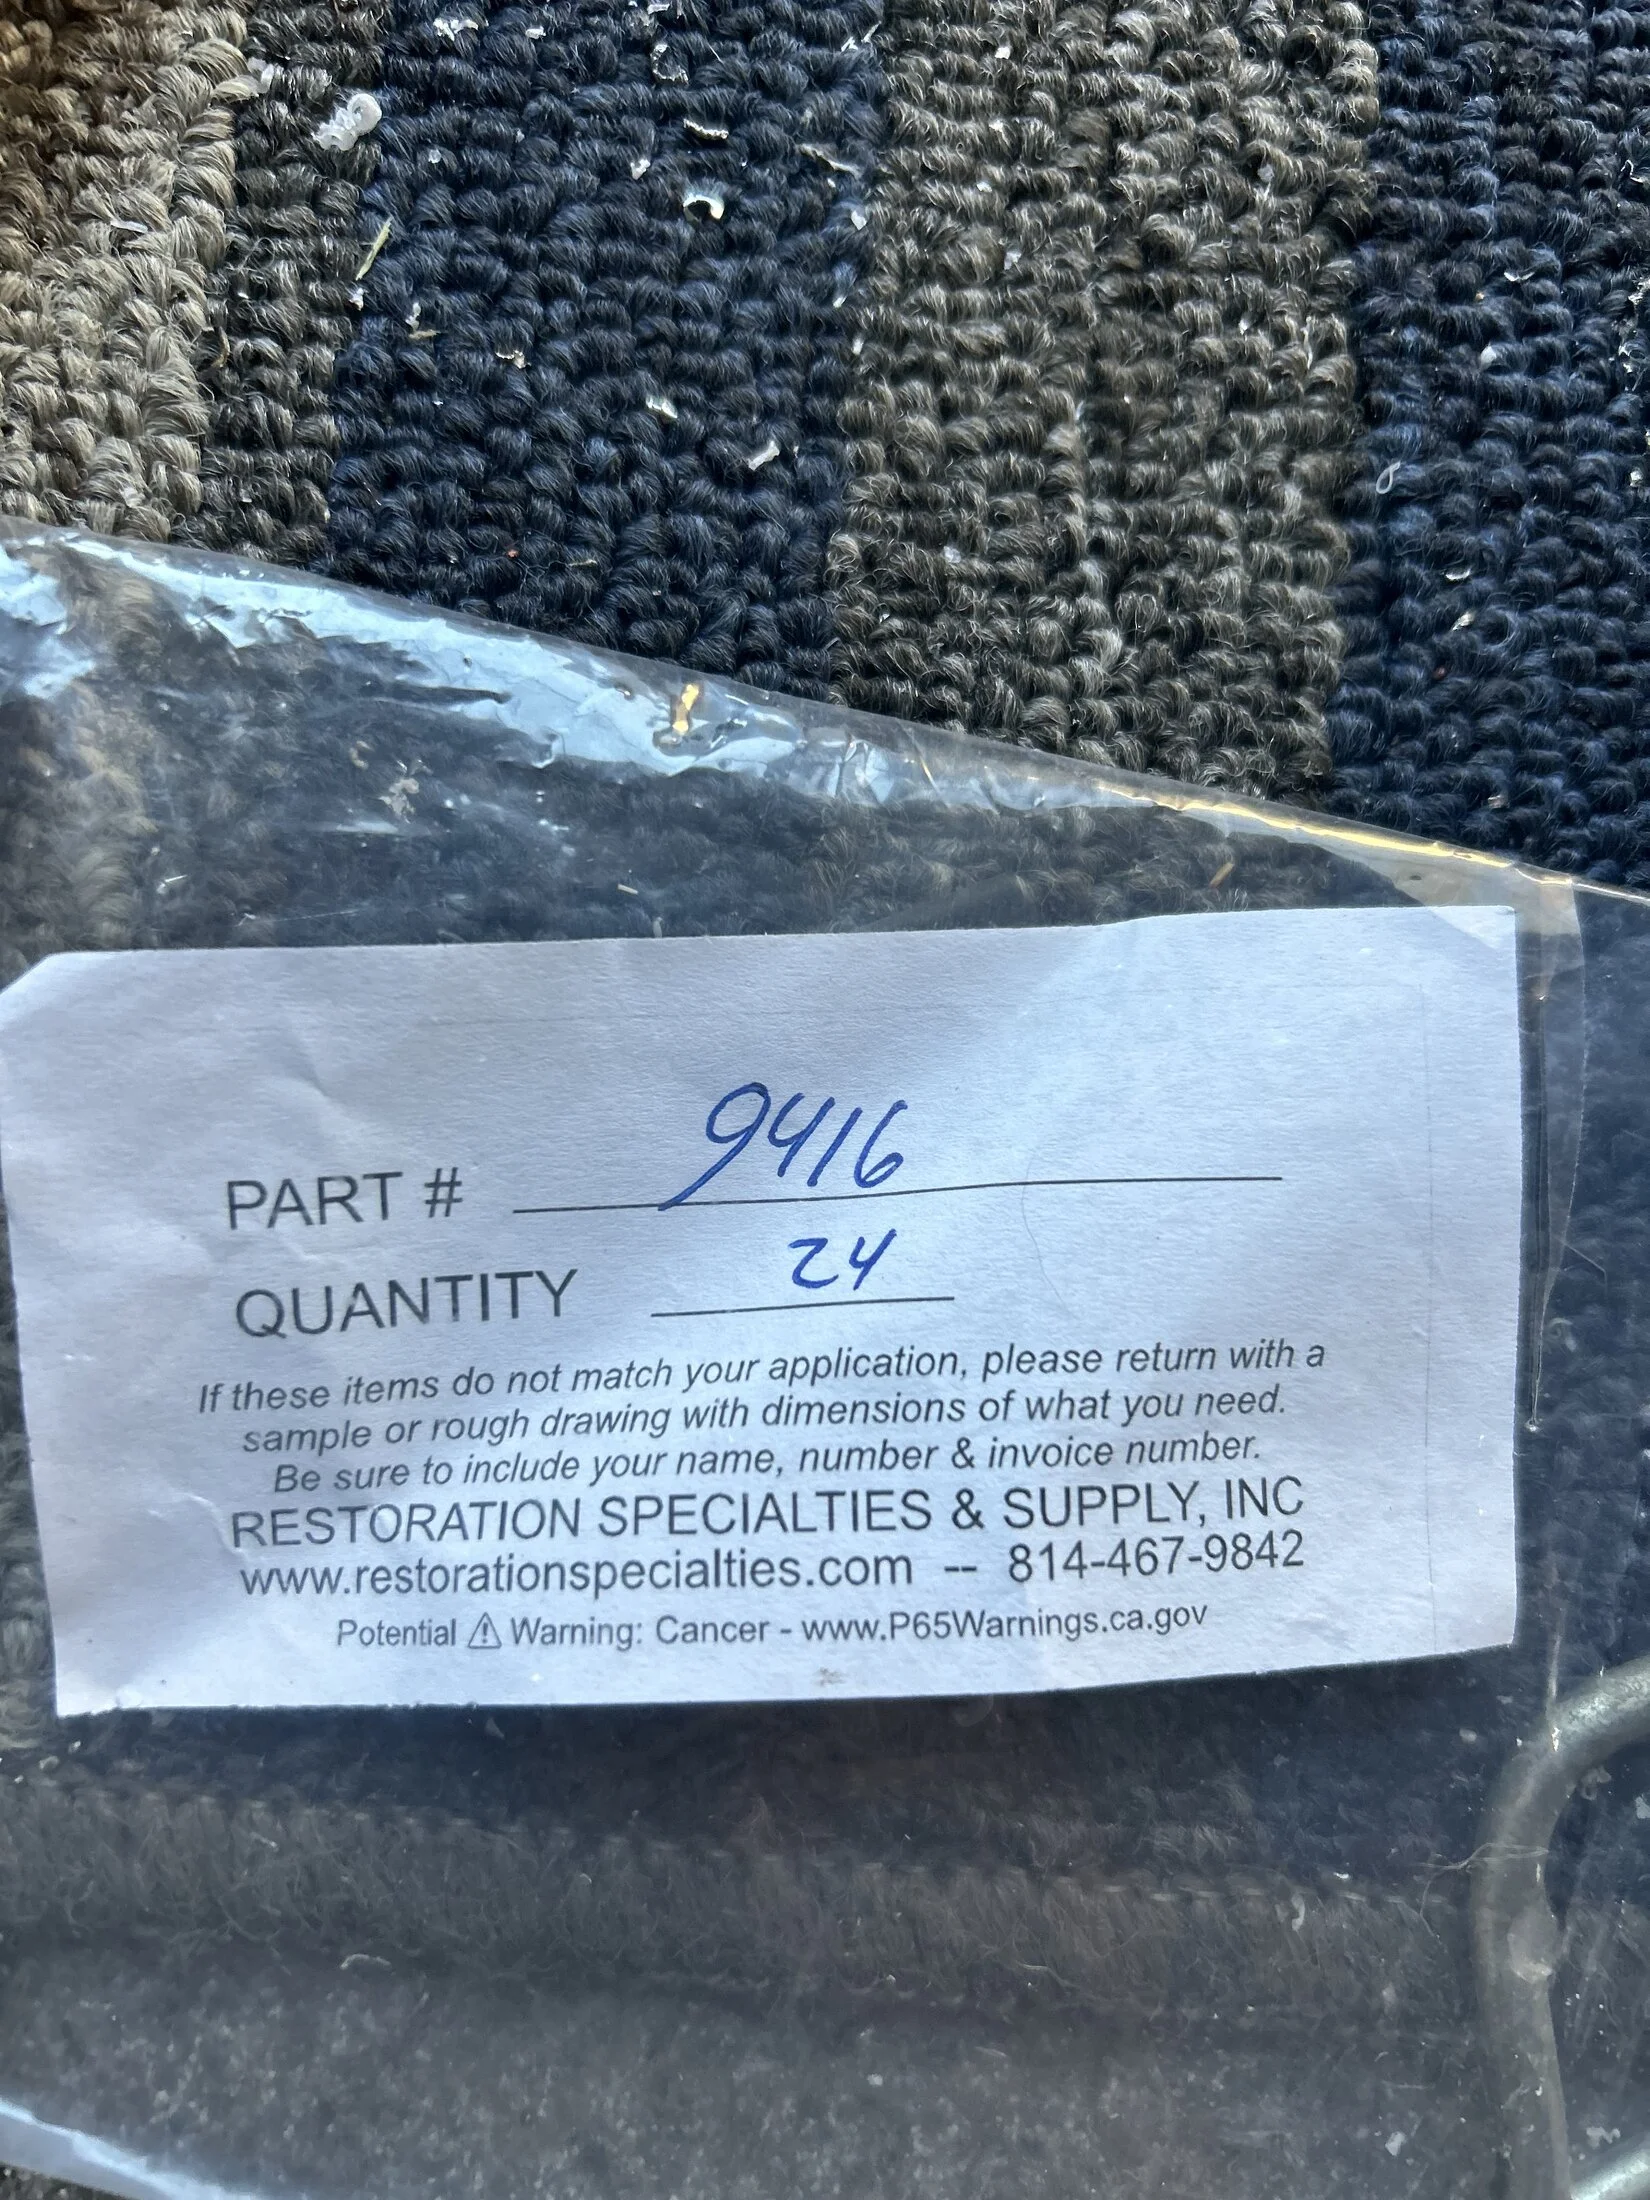 PART # 9416
QUANTITY 24
If these items do not match your application, please return with a
sample or rough drawing with dimensions of what you need.
Be sure to include your name, number & invoice number.
RESTORATION SPECIALTIES & SUPPLY, INC
www.restorationspecialties.com -- 814-467-9842
Potential ⚠ Warning: Cancer - www.P65Warnings.ca.gov